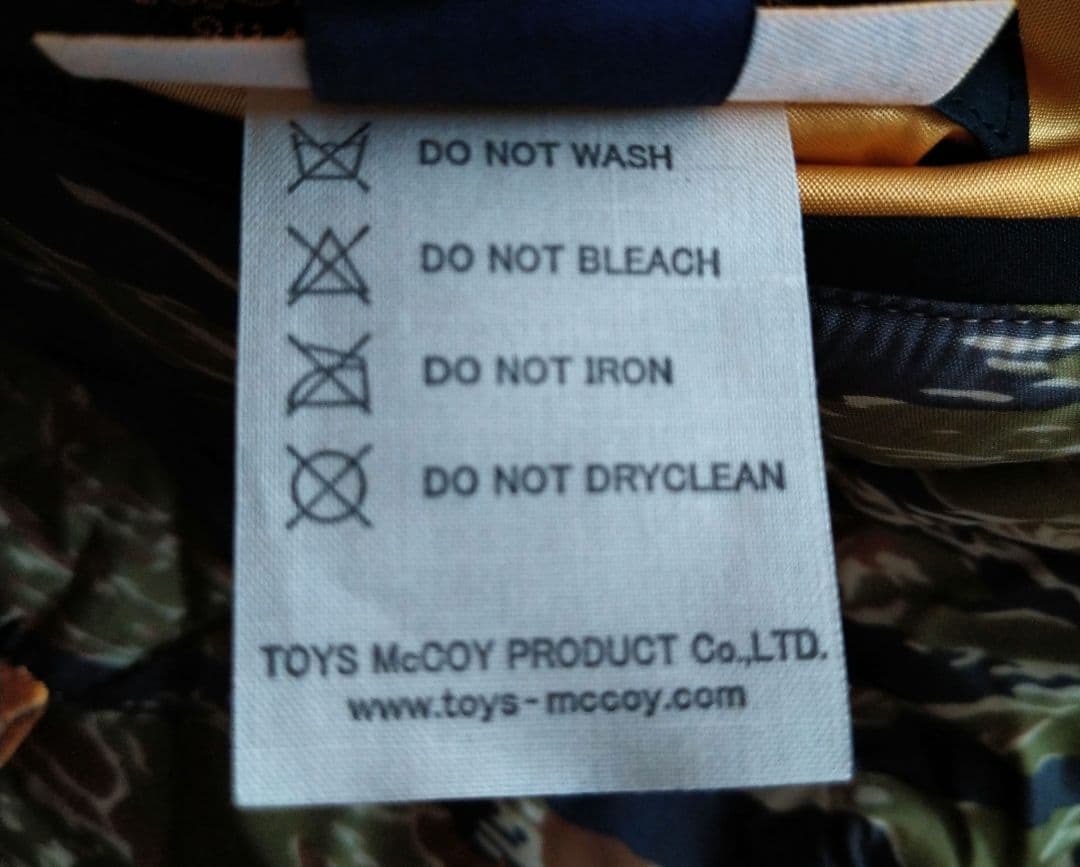 DO NOT WASH
DO NOT BLEACH
DO NOT IRON
DO NOT DRYCLEAN
TOYS McCOY PRODUCT Co.,LTD.
www.toys-mccoy.com